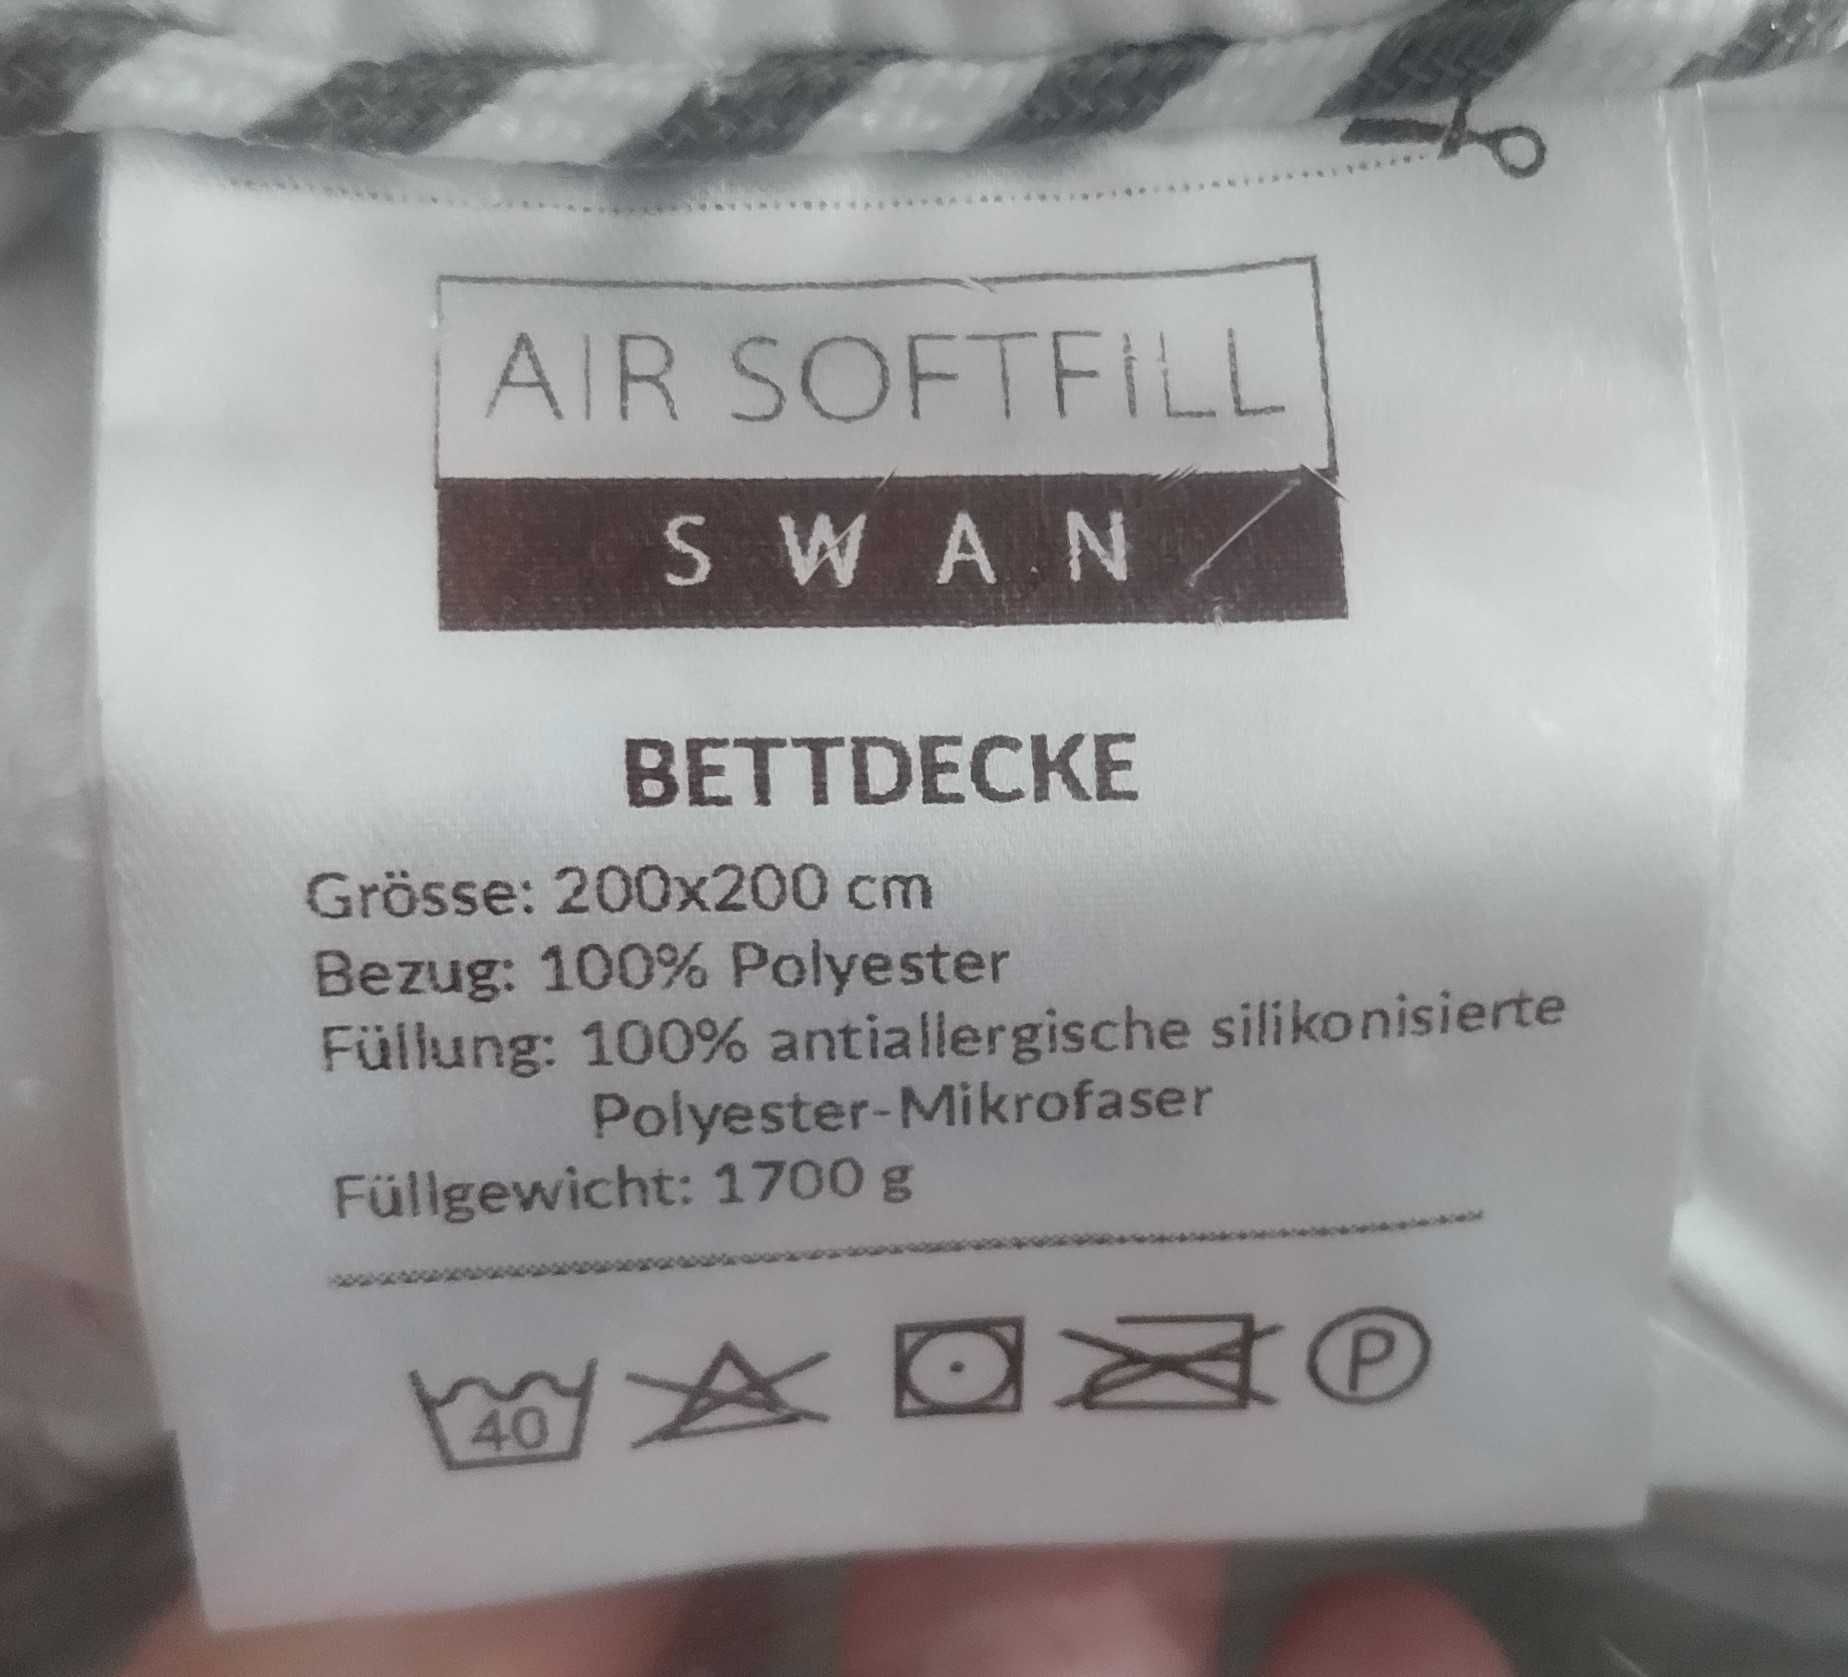 AIR SOFTFILL
SWAN
BETTDECKE
Grösse: 200x200 cm
Bezug: 100% Polyester
Füllung: 100% antiallergische silikonisierte
Polyester-Mikrofaser
Füllgewicht: 1700 g
40 P